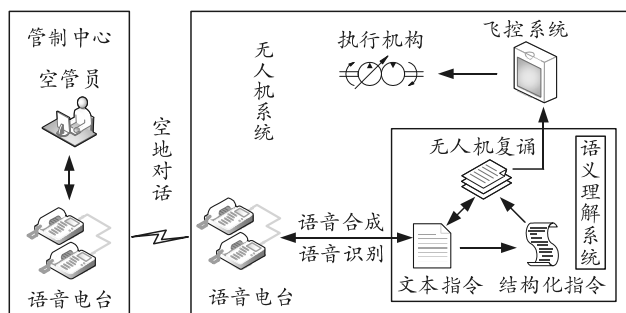 管制中心
空管员
语音电台
空地对话
无人机系统
执行机构
飞控系统
语音电台
语音合成
语音识别
无人机复诵
文本指令
结构化指令
语义理解系统